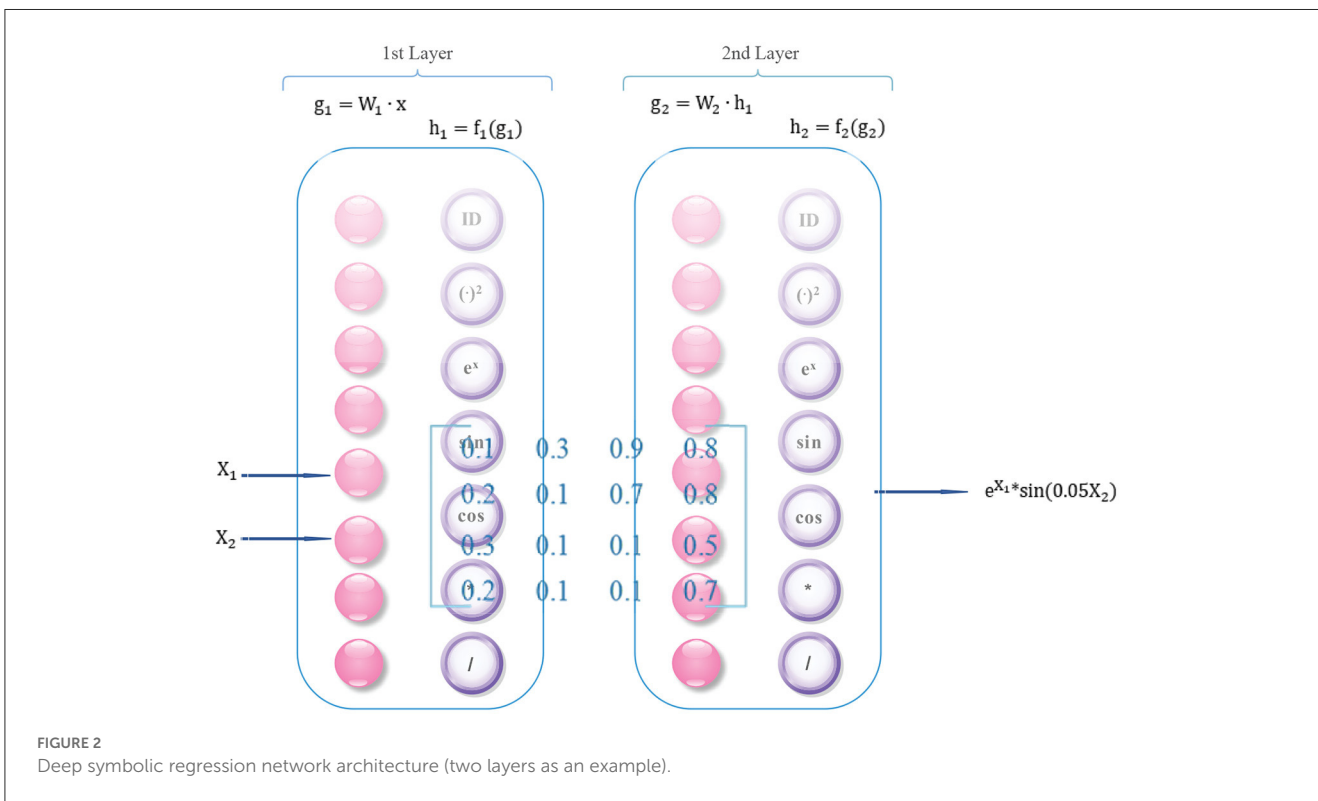 1st Layer
2nd Layer
g₁ = W₁ · x
h₁ = f₁(g₁)
g₂ = W₂ · h₁
h₂ = f₂(g₂)
ID
(·)²
eˣ
sin
cos
*
/
ID
(·)²
eˣ
sin
cos
*
/
0.1 0.3 0.9 0.8
0.2 0.1 0.7 0.8
0.3 0.1 0.1 0.5
0.2 0.1 0.1 0.7
X₁
X₂
e^X₁*sin(0.05X₂)
FIGURE 2
Deep symbolic regression network architecture (two layers as an example).